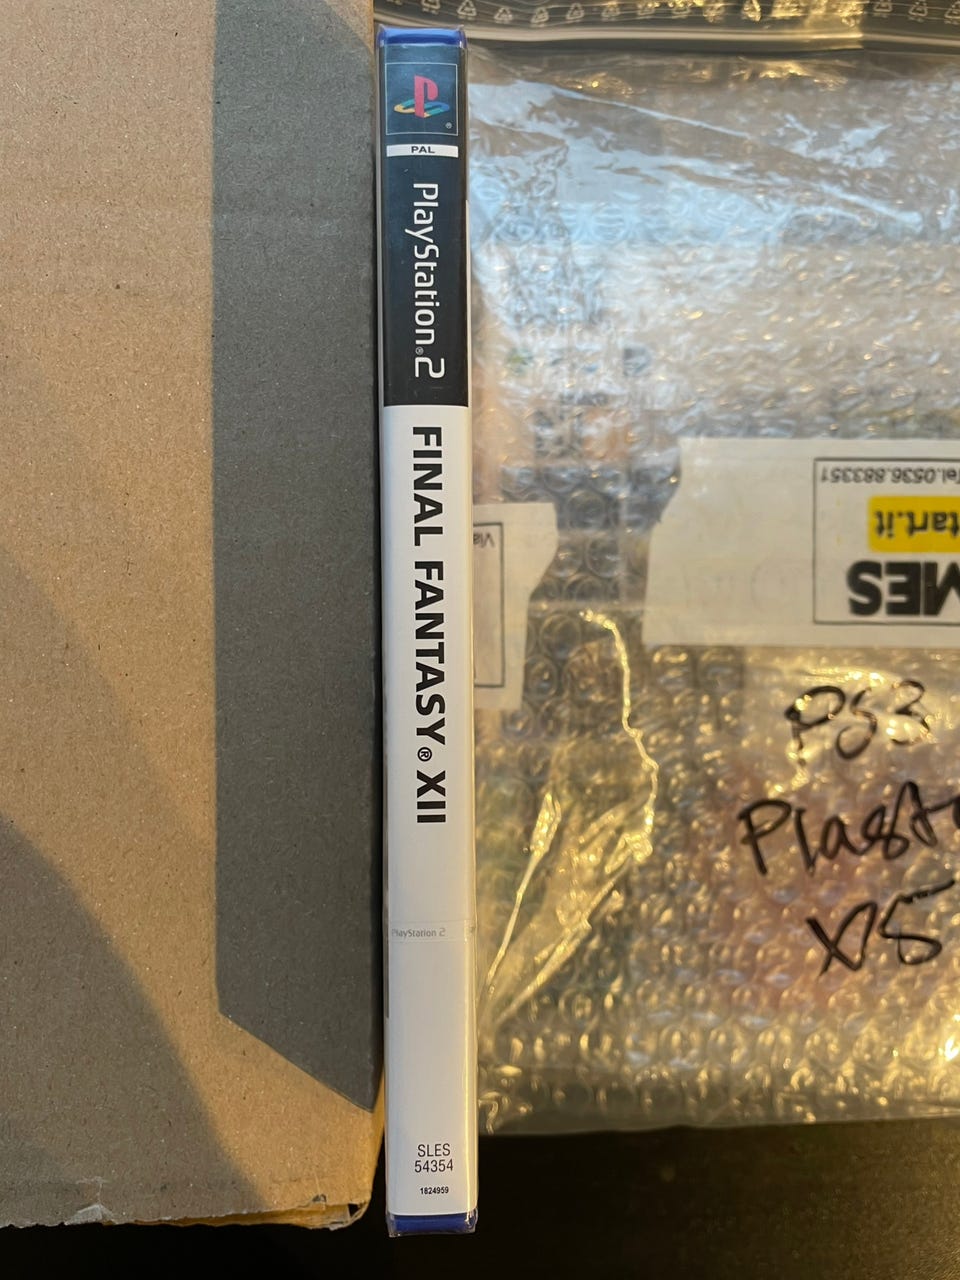 PAL
PlayStation®2
FINAL FANTASY® XII
PlayStation 2
SLES
54354
1824959
Via
Tel.0536.883351
tart.it
MES
PS3
X5